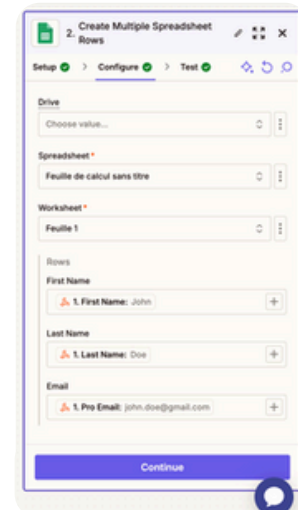 2. Create Multiple Spreadsheet
Rows
Setup > Configure > Test
Drive
Choose value...
Spreadsheet *
Feuille de calcul sans titre
Worksheet *
Feuille 1
Rows
First Name
1. First Name: John
Last Name
1. Last Name: Doe
Email
1. Pro Email: john.doe@gmail.com
Continue